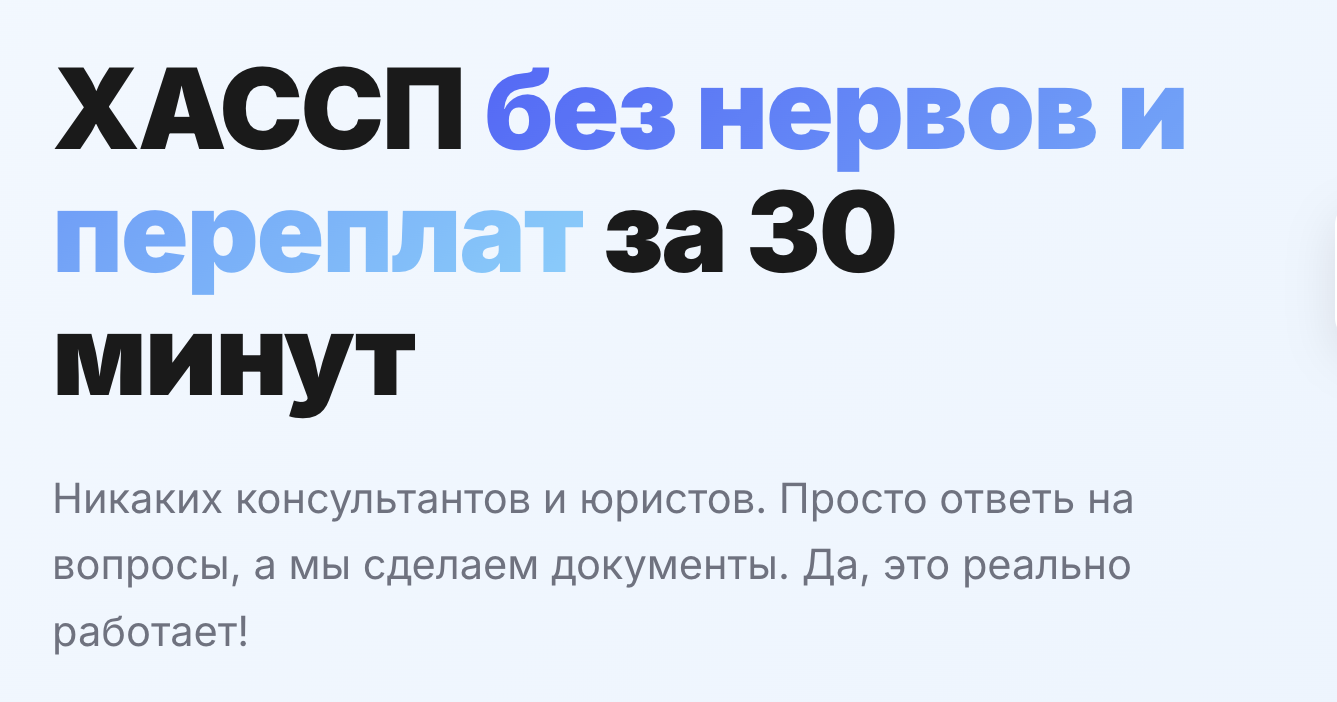 ХАССП без нервов и
переплат за 30
минут
Никаких консультантов и юристов. Просто ответь на
вопросы, а мы сделаем документы. Да, это реально
работает!